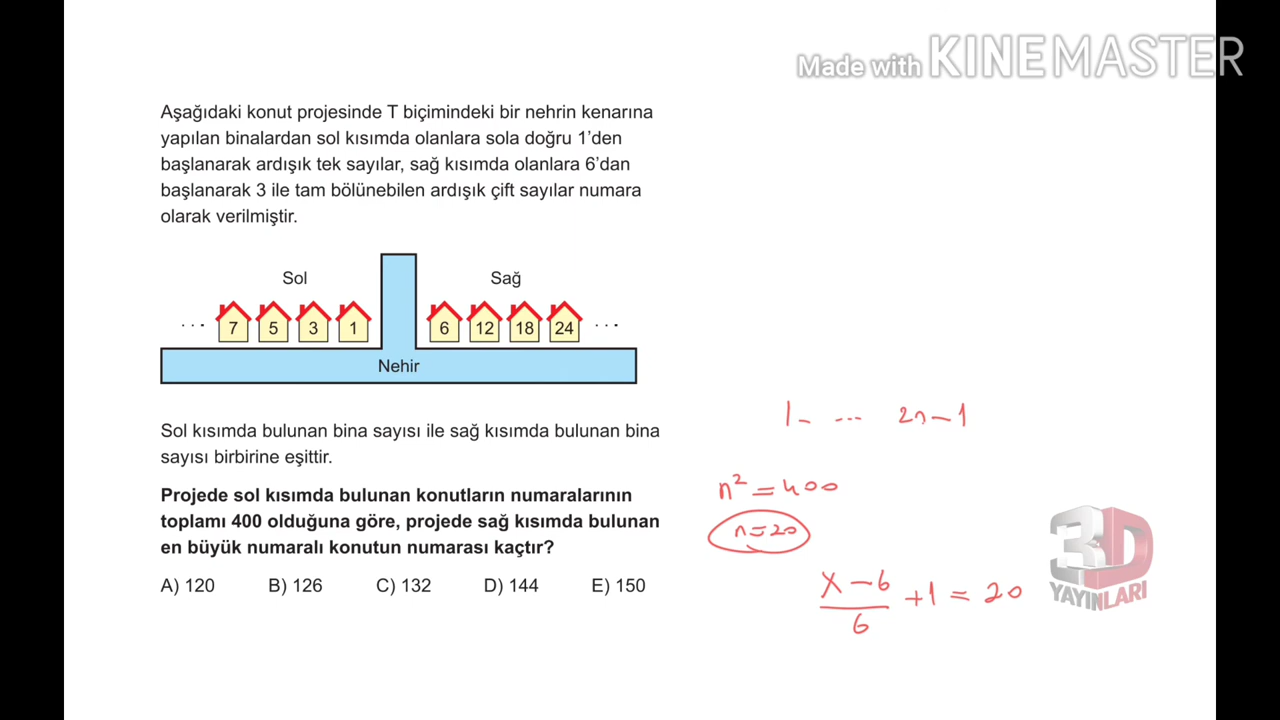 Made with KINEMASTER
Aşağıdaki konut projesinde T biçimindeki bir nehrin kenarına
yapılan binalardan sol kısımda olanlara sola doğru 1'den
başlanarak ardışık tek sayılar, sağ kısımda olanlara 6'dan
başlanarak 3 ile tam bölünebilen ardışık çift sayılar numara
olarak verilmiştir.
Sol Sağ
... 7 5 3 1 6 12 18 24 ...
Nehir
Sol kısımda bulunan bina sayısı ile sağ kısımda bulunan bina
sayısı birbirine eşittir.
Projede sol kısımda bulunan konutların numaralarının
toplamı 400 olduğuna göre, projede sağ kısımda bulunan
en büyük numaralı konutun numarası kaçtır?
A) 120 B) 126 C) 132 D) 144 E) 150
1- ... 2n-1
n² = 400
n=20
x-6
/6 +1 = 20
3D
YAYINLARI